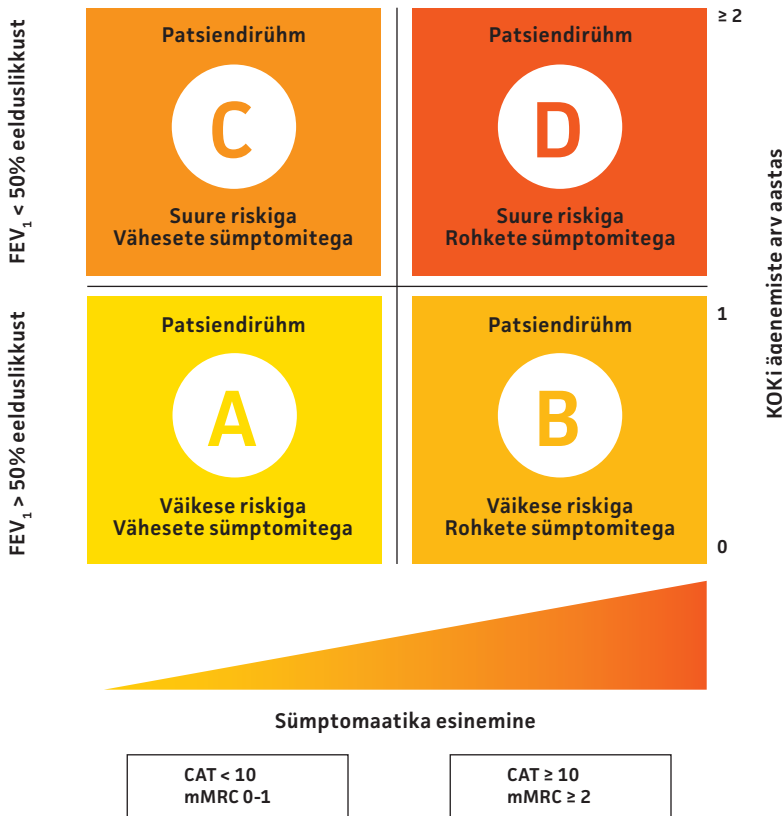 FEV₁ < 50% eelduslikkust
FEV₁ > 50% eelduslikkust
Patsiendirühm
C
Suure riskiga
Vähesete sümptomitega
Patsiendirühm
D
Suure riskiga
Rohkete sümptomitega
Patsiendirühm
A
Väikese riskiga
Vähesete sümptomitega
Patsiendirühm
B
Väikese riskiga
Rohkete sümptomitega
≥ 2
1
0
KOKi ägenemiste arv aastas
Sümptomaatika esinemine
CAT < 10
mMRC 0-1
CAT ≥ 10
mMRC ≥ 2